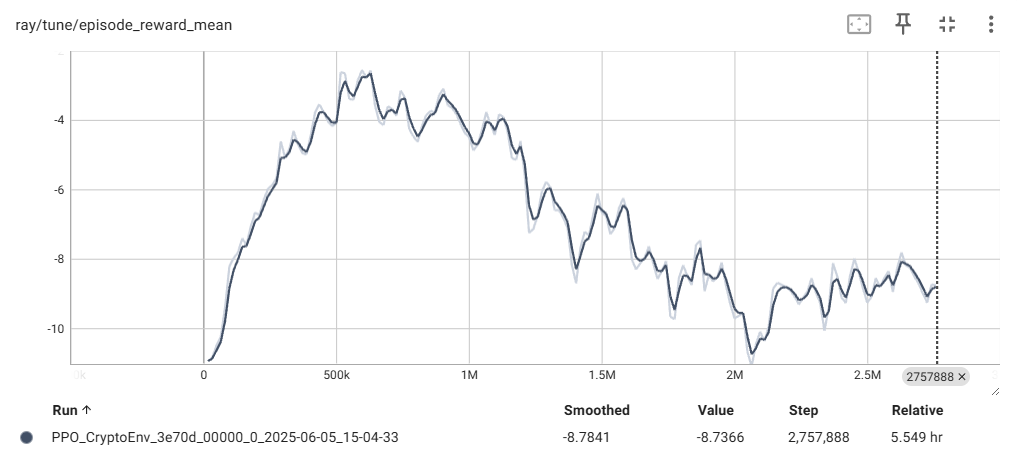 ray/tune/episode_reward_mean
-4
-6
-8
-10
0k 0 500k 1M 1.5M 2M 2.5M 2757888 ✕
Run ↑ Smoothed Value Step Relative
PPO_CryptoEnv_3e70d_00000_0_2025-06-05_15-04-33 -8.7841 -8.7366 2,757,888 5.549 hr